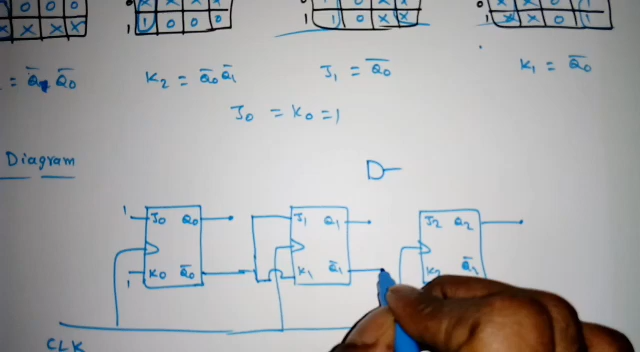 0 0 0 0
1 X 0 0 0 1 1 0 X X 1 X X 0 1
X X X X
= Q̅₁ Q̅₀ K₂ = Q̅₀Q̅₁ J₁ = Q̅₀ K₁ = Q̅₀
J₀ = K₀ = 1
Diagram
1 J₀ Q₀ J₁ Q₁ J₂ Q₂
1 K₀ Q̅₀ K₁ Q̅₁ K₂ Q̅₂
CLK